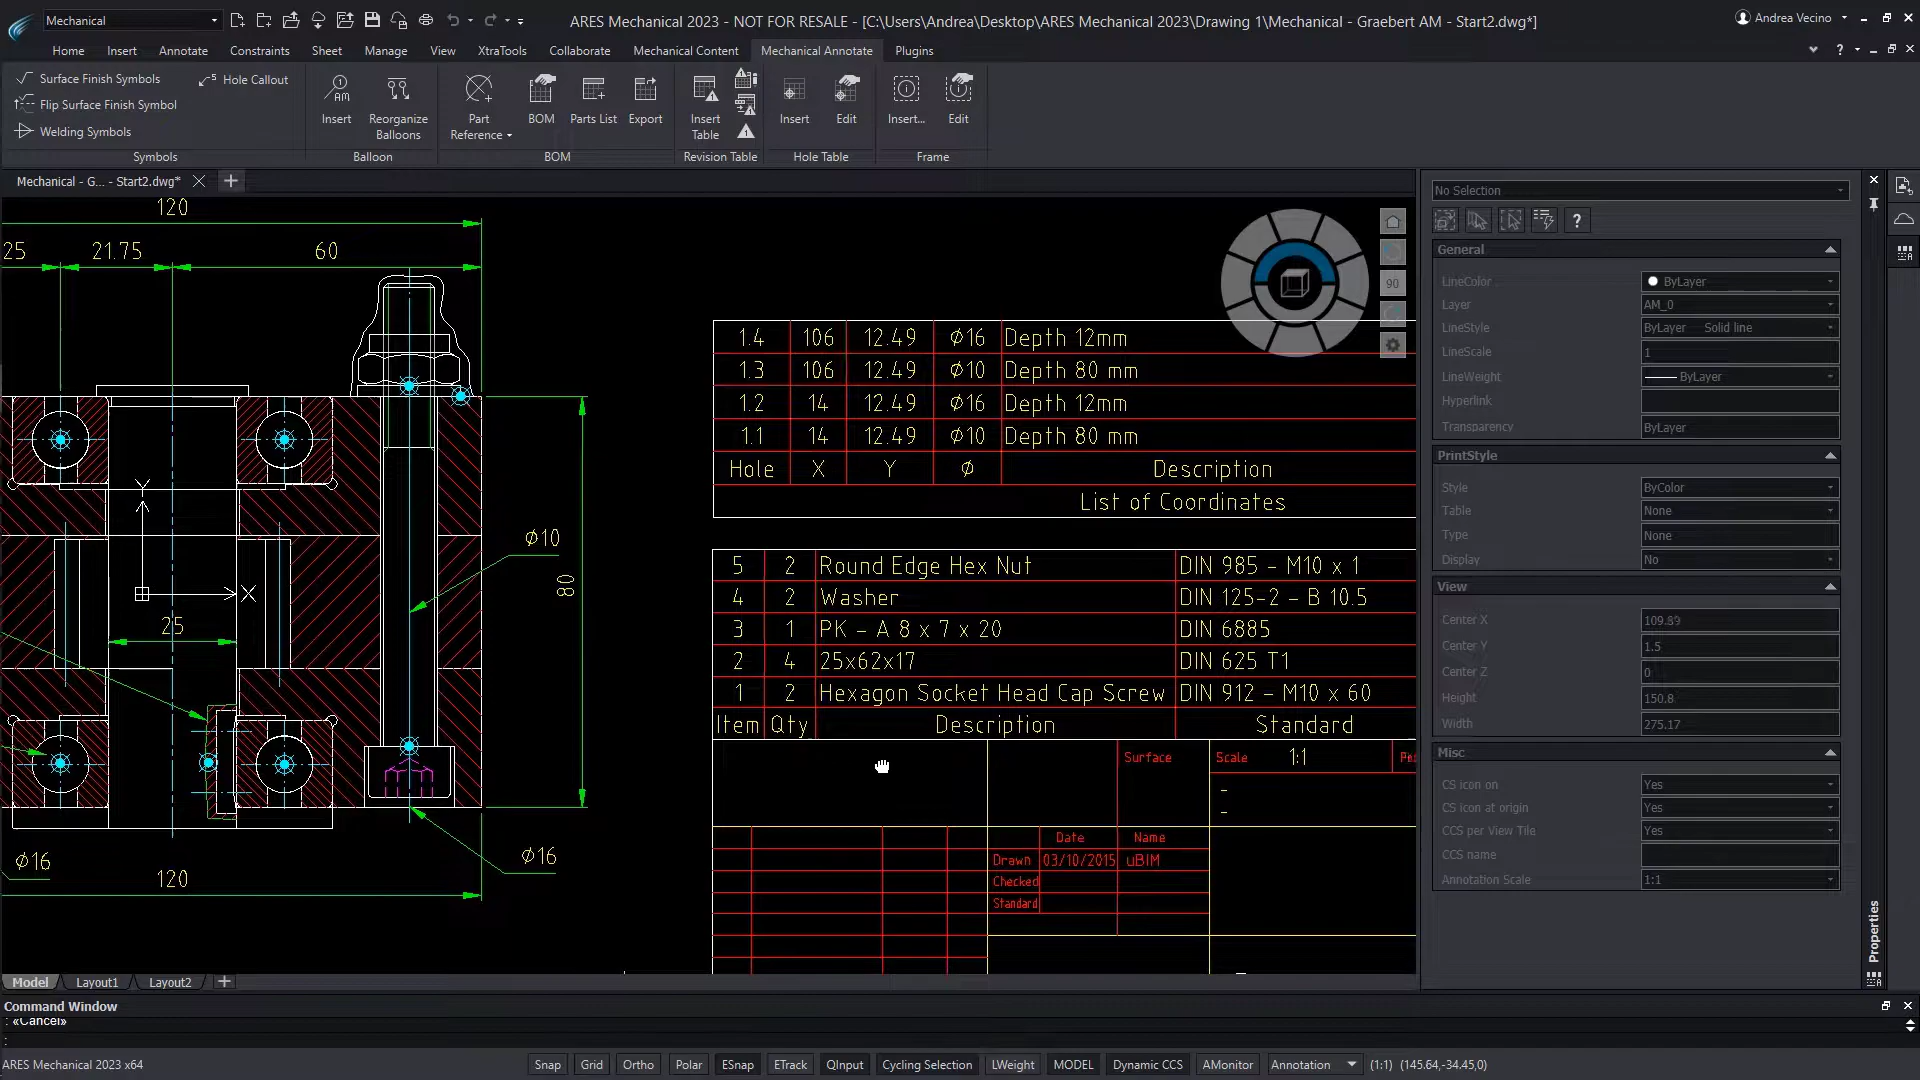 Mechanical
ARES Mechanical 2023 - NOT FOR RESALE - [C:\Users\Andrea\Desktop\ARES Mechanical 2023\Drawing 1\Mechanical - Graebert AM - Start2.dwg*]
Andrea Vecino
Home Insert Annotate Constraints Sheet Manage View XtraTools Collaborate Mechanical Content Mechanical Annotate Plugins
?
Surface Finish Symbols
Hole Callout
Flip Surface Finish Symbol
Welding Symbols
Symbols
Insert
Reorganize
Balloons
Balloon
Part
Reference
BOM
Parts List
Export
BOM
Insert
Table
Revision Table
Insert
Edit
Hole Table
Insert...
Edit
Frame
Mechanical - G... - Start2.dwg*
120
25 21.75 60
Y
X
25
ø10
80
ø16
ø16
120
90
1.4 106 12.49 ø16 Depth 12mm
1.3 106 12.49 ø10 Depth 80 mm
1.2 14 12.49 ø16 Depth 12mm
1.1 14 12.49 ø10 Depth 80 mm
Hole X Y ø Description
List of Coordinates
5 2 Round Edge Hex Nut DIN 985 - M10 x 1
4 2 Washer DIN 125-2 - B 10.5
3 1 PK - A 8 x 7 x 20 DIN 6885
2 4 25x62x17 DIN 625 T1
1 2 Hexagon Socket Head Cap Screw DIN 912 - M10 x 60
Item Qty Description Standard
Surface Scale 1:1
-
-
Date Name
Drawn 03/10/2015 uBIM
Checked
Standard
No Selection
?
General
LineColor ByLayer
Layer AM_0
LineStyle ByLayer Solid line
LineScale 1
LineWeight ByLayer
Hyperlink
Transparency ByLayer
PrintStyle
Style ByColor
Table None
Type None
Display No
View
Center X 109.89
Center Y 1.5
Center Z 0
Height 150.8
Width 275.17
Misc
CS icon on Yes
CS icon at origin Yes
CCS per View Tile Yes
CCS name
Annotation Scale 1:1
Properties
Model Layout1 Layout2
Command Window
: «Cancel»
:
ARES Mechanical 2023 x64
Snap Grid Ortho Polar ESnap ETrack QInput Cycling Selection LWeight MODEL Dynamic CCS AMonitor Annotation (1:1) (145.64,-34.45,0)